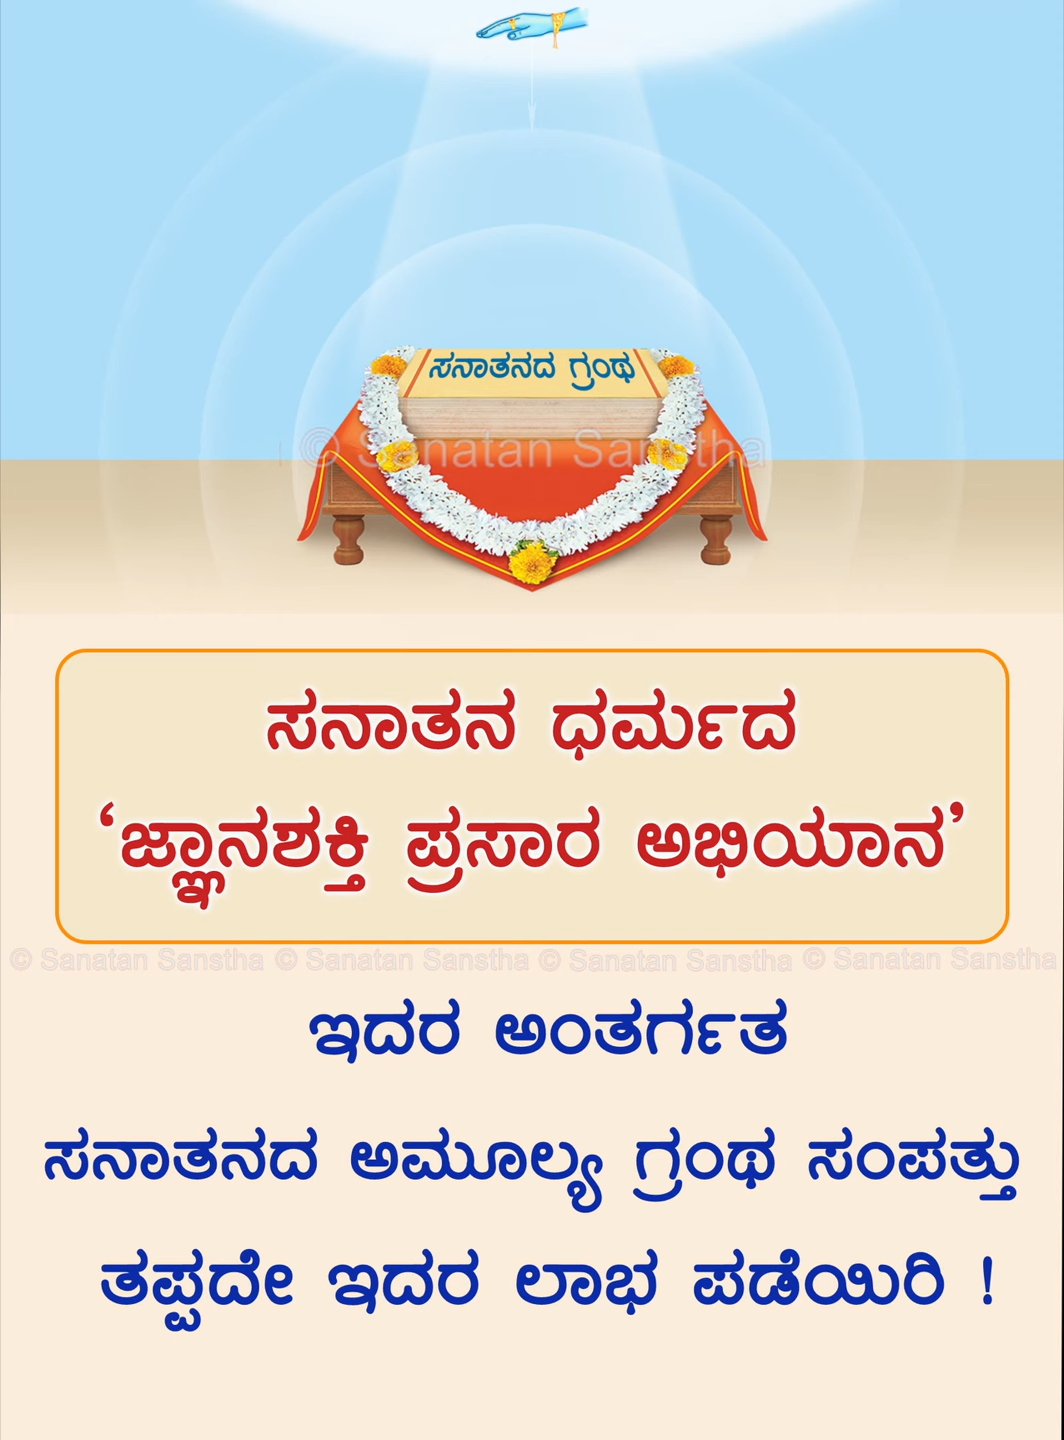 ಸನಾತನದ ಗ್ರಂಥ
© Sanatan Sanstha
ಸನಾತನ ಧರ್ಮದ
‘ಜ್ಞಾನಶಕ್ತಿ ಪ್ರಸಾರ ಅಭಿಯಾನ’
© Sanatan Sanstha © Sanatan Sanstha © Sanatan Sanstha © Sanatan Sanstha
ಇದರ ಅಂತರ್ಗತ
ಸನಾತನದ ಅಮೂಲ್ಯ ಗ್ರಂಥ ಸಂಪತ್ತು
ತಪ್ಪದೇ ಇದರ ಲಾಭ ಪಡೆಯಿರಿ !